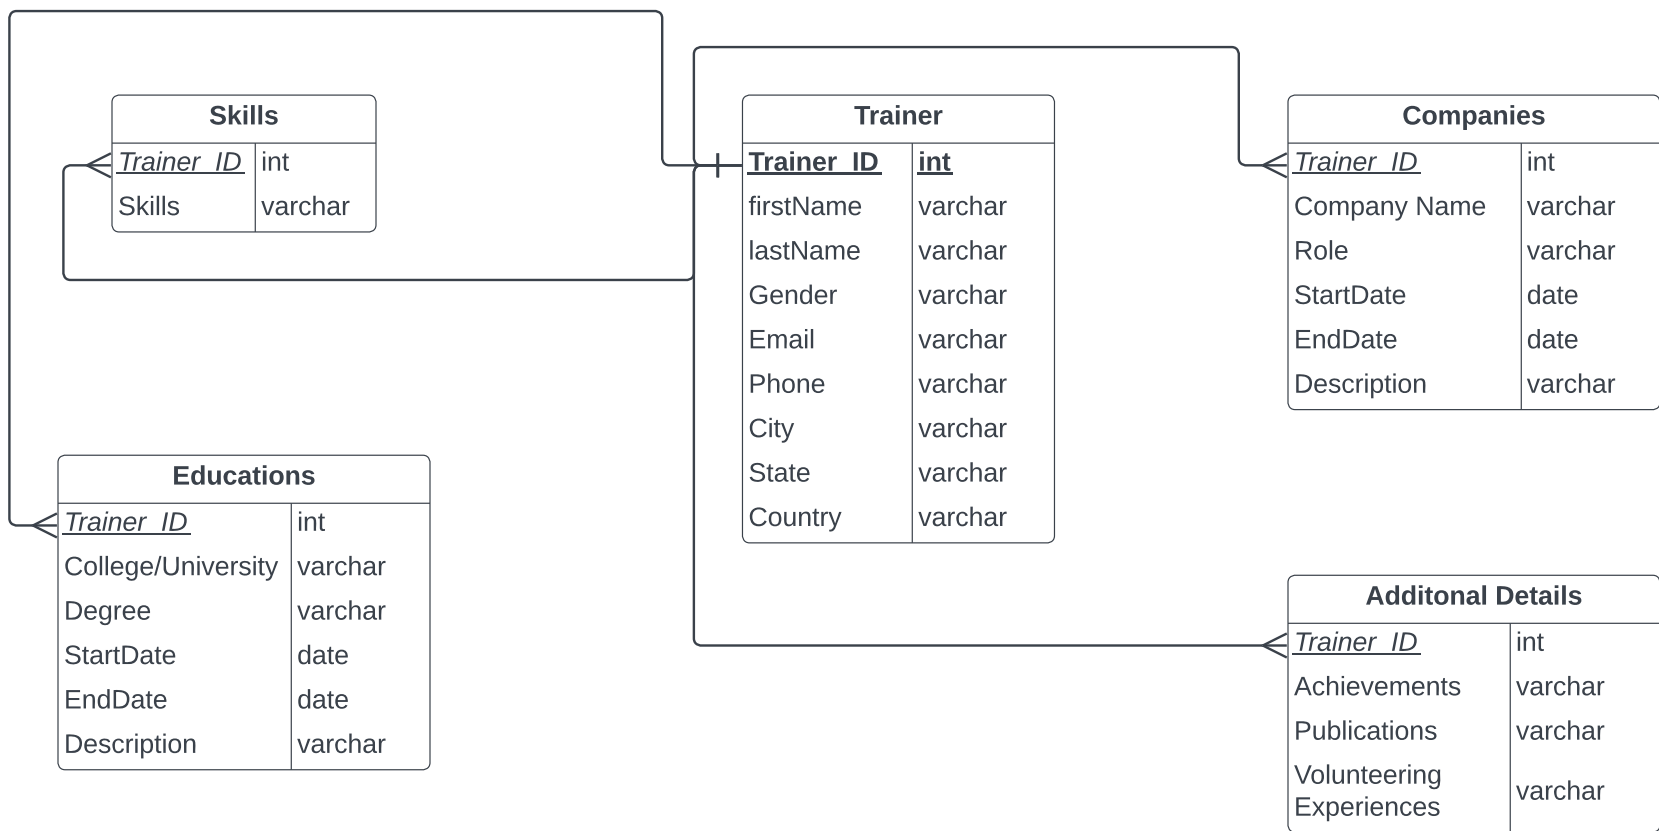 Skills
Trainer_ID int
Skills varchar
Trainer
Trainer_ID int
firstName varchar
lastName varchar
Gender varchar
Email varchar
Phone varchar
City varchar
State varchar
Country varchar
Companies
Trainer_ID int
Company Name varchar
Role varchar
StartDate date
EndDate date
Description varchar
Educations
Trainer_ID int
College/University varchar
Degree varchar
StartDate date
EndDate date
Description varchar
Additonal Details
Trainer_ID int
Achievements varchar
Publications varchar
Volunteering
Experiences varchar